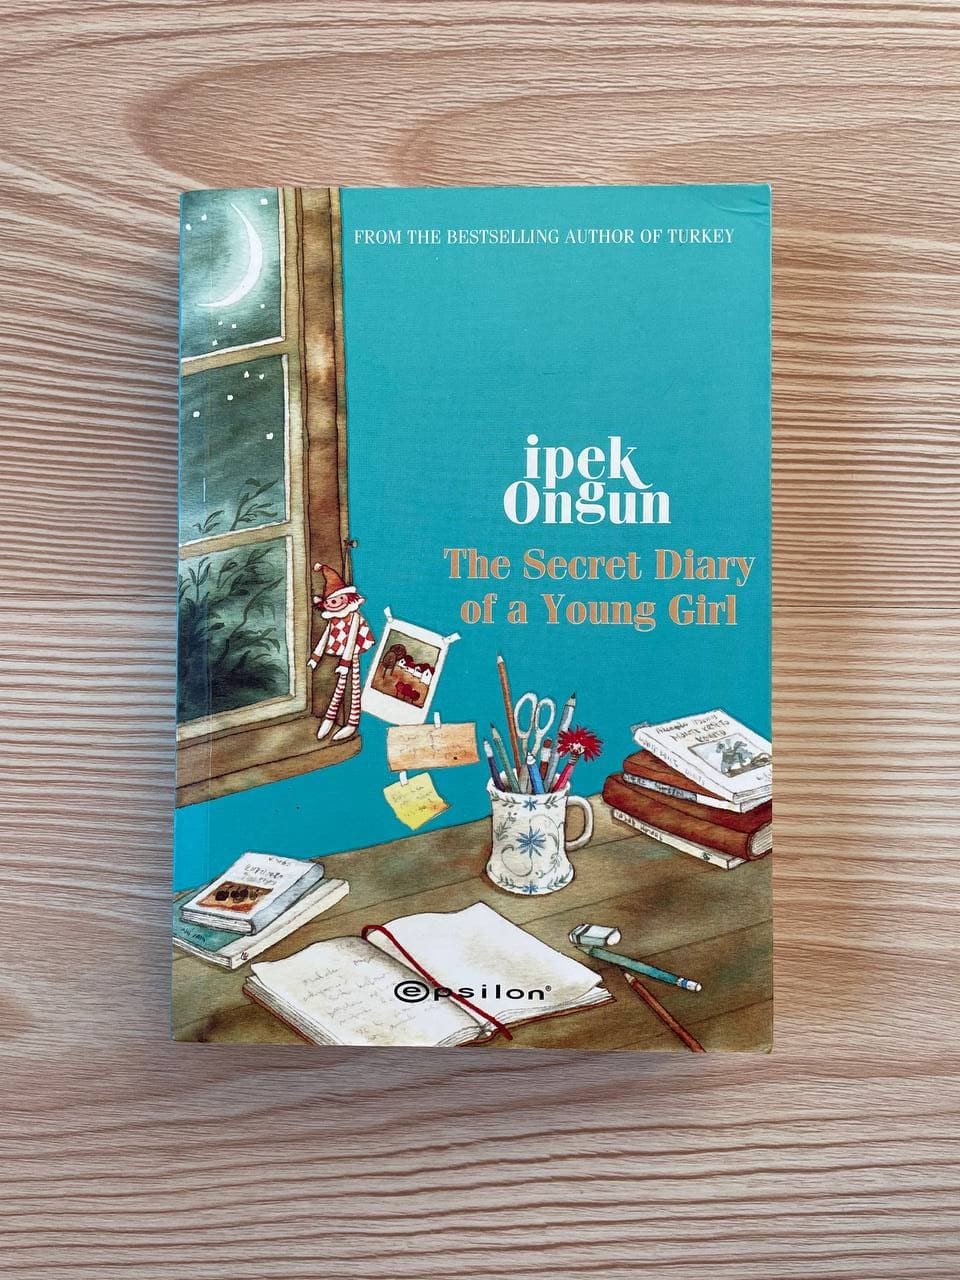 FROM THE BESTSELLING AUTHOR OF TURKEY
ipek
Ongun
The Secret Diary
of a Young Girl
epsilon®